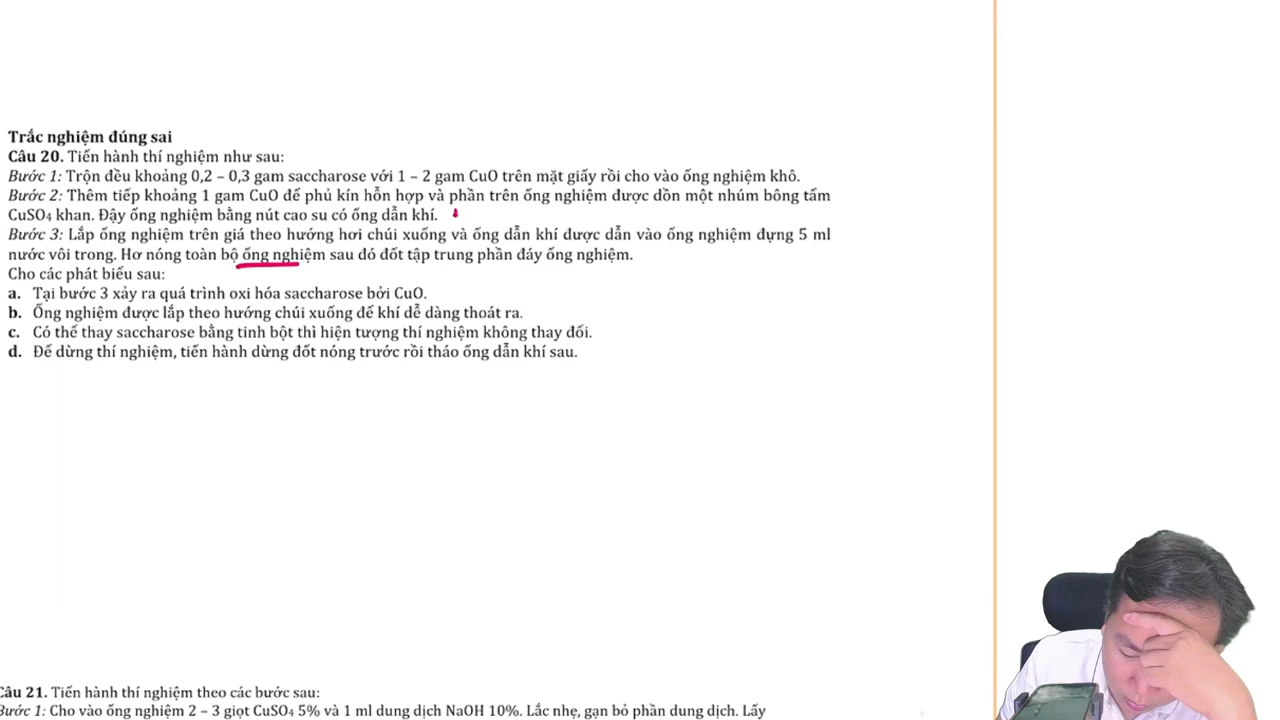 Trắc nghiệm đúng sai
Câu 20. Tiến hành thí nghiệm như sau:
Bước 1: Trộn đều khoảng 0,2 – 0,3 gam saccharose với 1 – 2 gam CuO trên mặt giấy rồi cho vào ống nghiệm khô.
Bước 2: Thêm tiếp khoảng 1 gam CuO để phủ kín hỗn hợp và phần trên ống nghiệm được dồn một nhúm bông tẩm
CuSO₄ khan. Đậy ống nghiệm bằng nút cao su có ống dẫn khí.
Bước 3: Lắp ống nghiệm trên giá theo hướng hơi chúi xuống và ống dẫn khí được dẫn vào ống nghiệm đựng 5 ml
nước vôi trong. Hơ nóng toàn bộ ống nghiệm sau đó đốt tập trung phần đáy ống nghiệm.
Cho các phát biểu sau:
a. Tại bước 3 xảy ra quá trình oxi hóa saccharose bởi CuO.
b. Ống nghiệm được lắp theo hướng chúi xuống để khí dễ dàng thoát ra.
c. Có thể thay saccharose bằng tinh bột thì hiện tượng thí nghiệm không thay đổi.
d. Để dừng thí nghiệm, tiến hành dừng đốt nóng trước rồi tháo ống dẫn khí sau.
Câu 21. Tiến hành thí nghiệm theo các bước sau:
Bước 1: Cho vào ống nghiệm 2 – 3 giọt CuSO₄ 5% và 1 ml dung dịch NaOH 10%. Lắc nhẹ, gạn bỏ phần dung dịch. Lấy